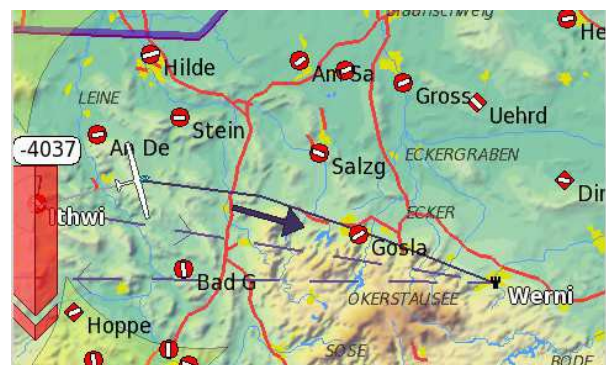 Braunschweig
He
Hilde
Am Sa
Gross
LEINE
Uehrd
Stein
An De
-4037
Salzg
ECKERGRABEN
Dir
ECKER
Ithwi
Gosla
Bad G
Werni
OKERSTAUSEE
Hoppe
SÖSE
BODE